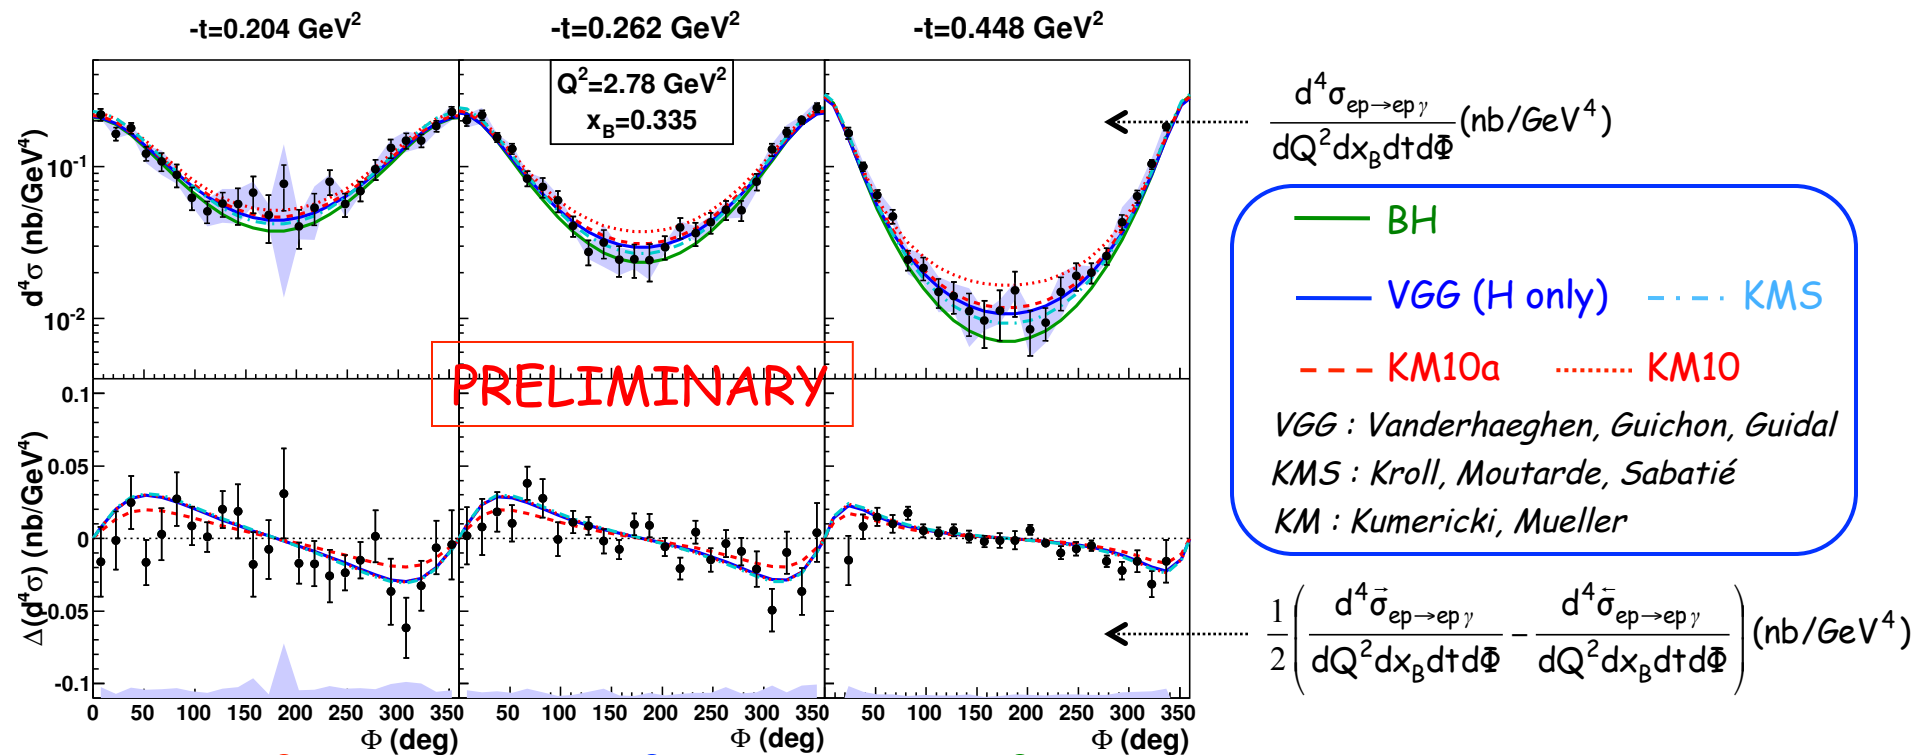 -t=0.204 GeV²
-t=0.262 GeV²
-t=0.448 GeV²
Q²=2.78 GeV²
x_B=0.335
d⁴σ (nb/GeV⁴)
10⁻¹
10⁻²
PRELIMINARY
Δ(d⁴σ) (nb/GeV⁴)
0.1
0.05
0
-0.05
-0.1
0 50 100 150 200 250 300 350
50 100 150 200 250 300 350
50 100 150 200 250 300 350
Φ (deg)
Φ (deg)
Φ (deg)
d⁴σ_ep→epγ / dQ²dx_BdtdΦ (nb/GeV⁴)
BH
VGG (H only)
KMS
KM10a
KM10
VGG : Vanderhaeghen, Guichon, Guidal
KMS : Kroll, Moutarde, Sabatié
KM : Kumericki, Mueller
1/2 ( d⁴σ⃗_ep→epγ / dQ²dx_BdtdΦ − d⁴σ⃖_ep→epγ / dQ²dx_BdtdΦ ) (nb/GeV⁴)